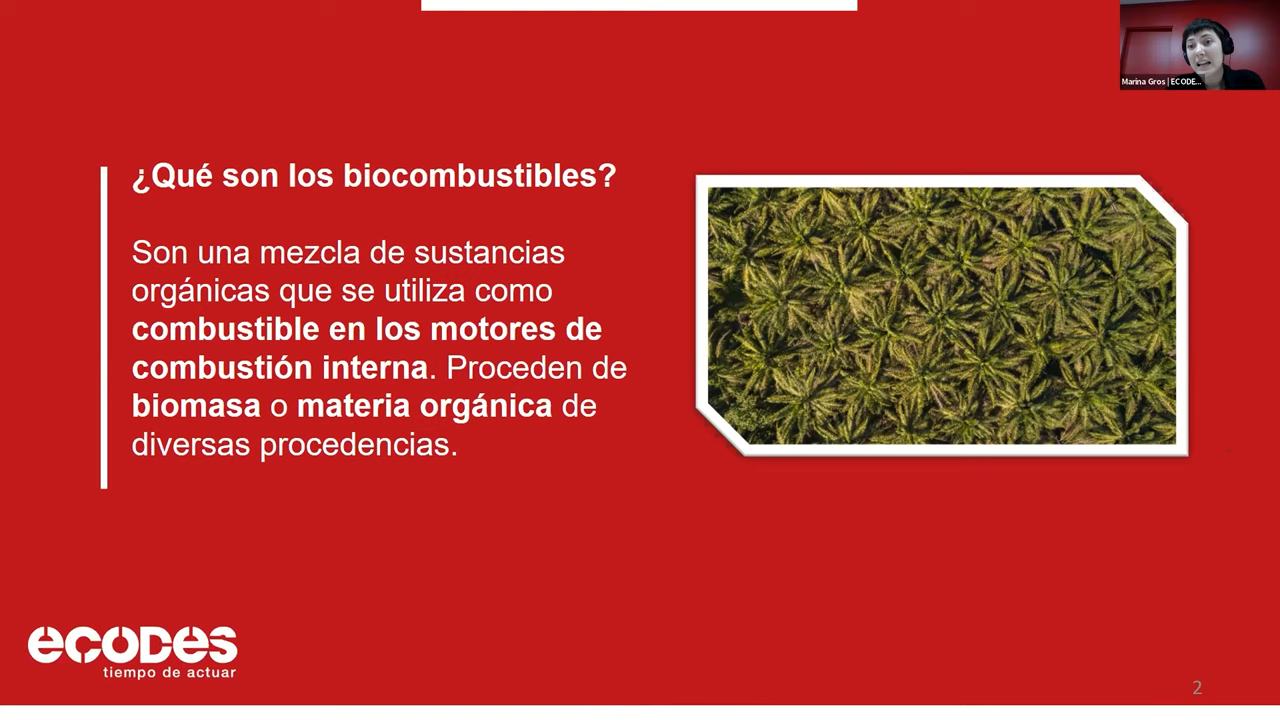 Marina Gros | ECODE...
¿Qué son los biocombustibles?
Son una mezcla de sustancias
orgánicas que se utiliza como
combustible en los motores de
combustión interna. Proceden de
biomasa o materia orgánica de
diversas procedencias.
ecodes
tiempo de actuar
2